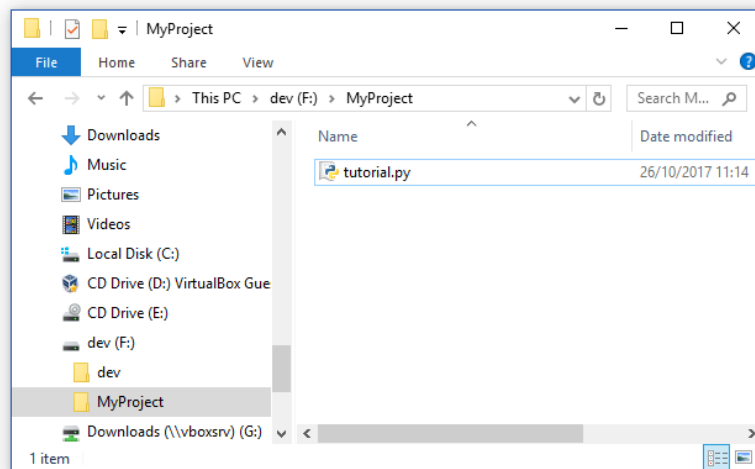 MyProject
File Home Share View
This PC > dev (F:) > MyProject Search M...
Downloads
Music
Pictures
Videos
Local Disk (C:)
CD Drive (D:) VirtualBox Gue
CD Drive (E:)
dev (F:)
dev
MyProject
Downloads (\\vboxsrv) (G:)
Name Date modified
tutorial.py 26/10/2017 11:14
1 item